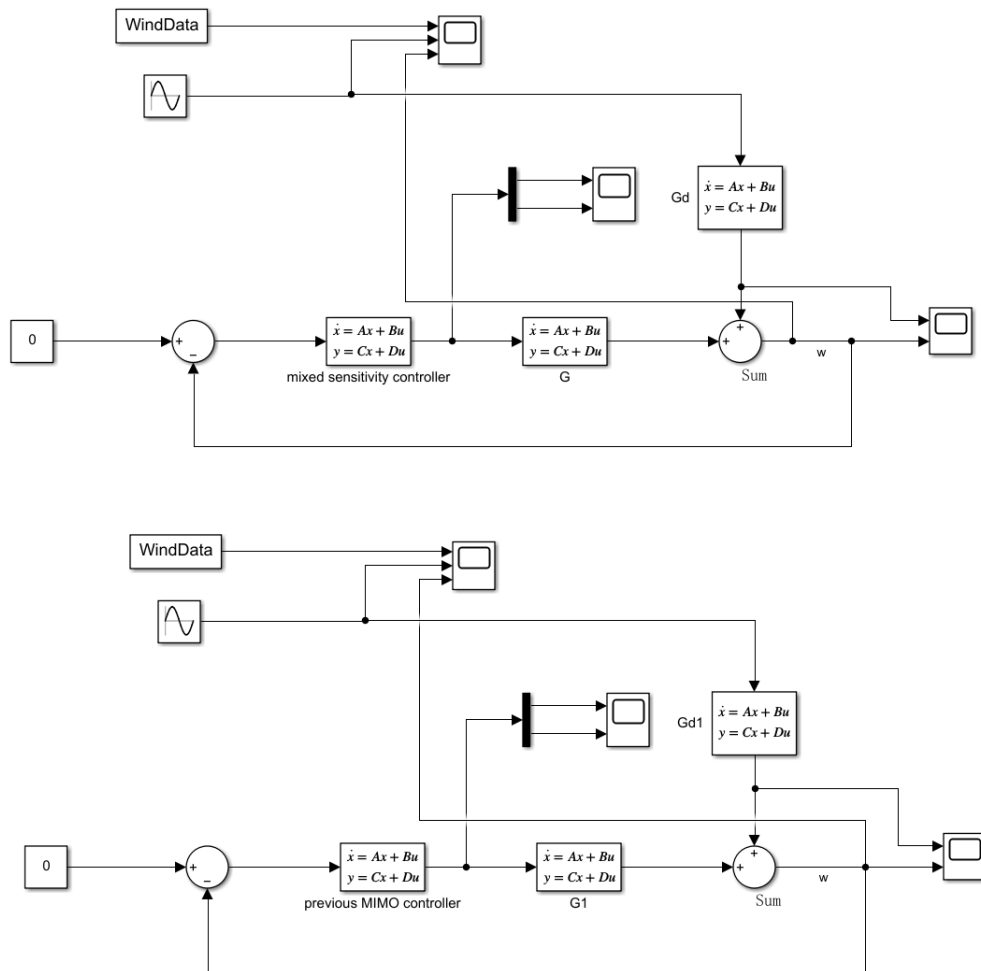 WindData
Gd
ẋ = Ax + Bu
y = Cx + Du
0
+
−
ẋ = Ax + Bu
y = Cx + Du
mixed sensitivity controller
ẋ = Ax + Bu
y = Cx + Du
G
+
+
Sum
w
WindData
Gd1
ẋ = Ax + Bu
y = Cx + Du
0
+
−
ẋ = Ax + Bu
y = Cx + Du
previous MIMO controller
ẋ = Ax + Bu
y = Cx + Du
G1
+
+
Sum
w